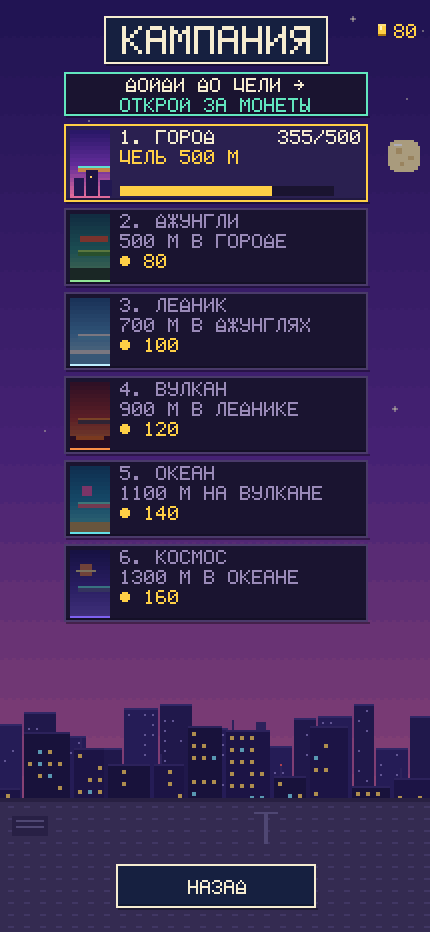 КАМПАНИЯ
80
ДОЙДИ ДО ЦЕЛИ →
ОТКРОЙ ЗА МОНЕТЫ
1. ГОРОД 355/500
ЦЕЛЬ 500 М
2. ДЖУНГЛИ
500 М В ГОРОДЕ
80
3. ЛЕДНИК
700 М В ДЖУНГЛЯХ
100
4. ВУЛКАН
900 М В ЛЕДНИКЕ
120
5. ОКЕАН
1100 М НА ВУЛКАНЕ
140
6. КОСМОС
1300 М В ОКЕАНЕ
160
НАЗАД